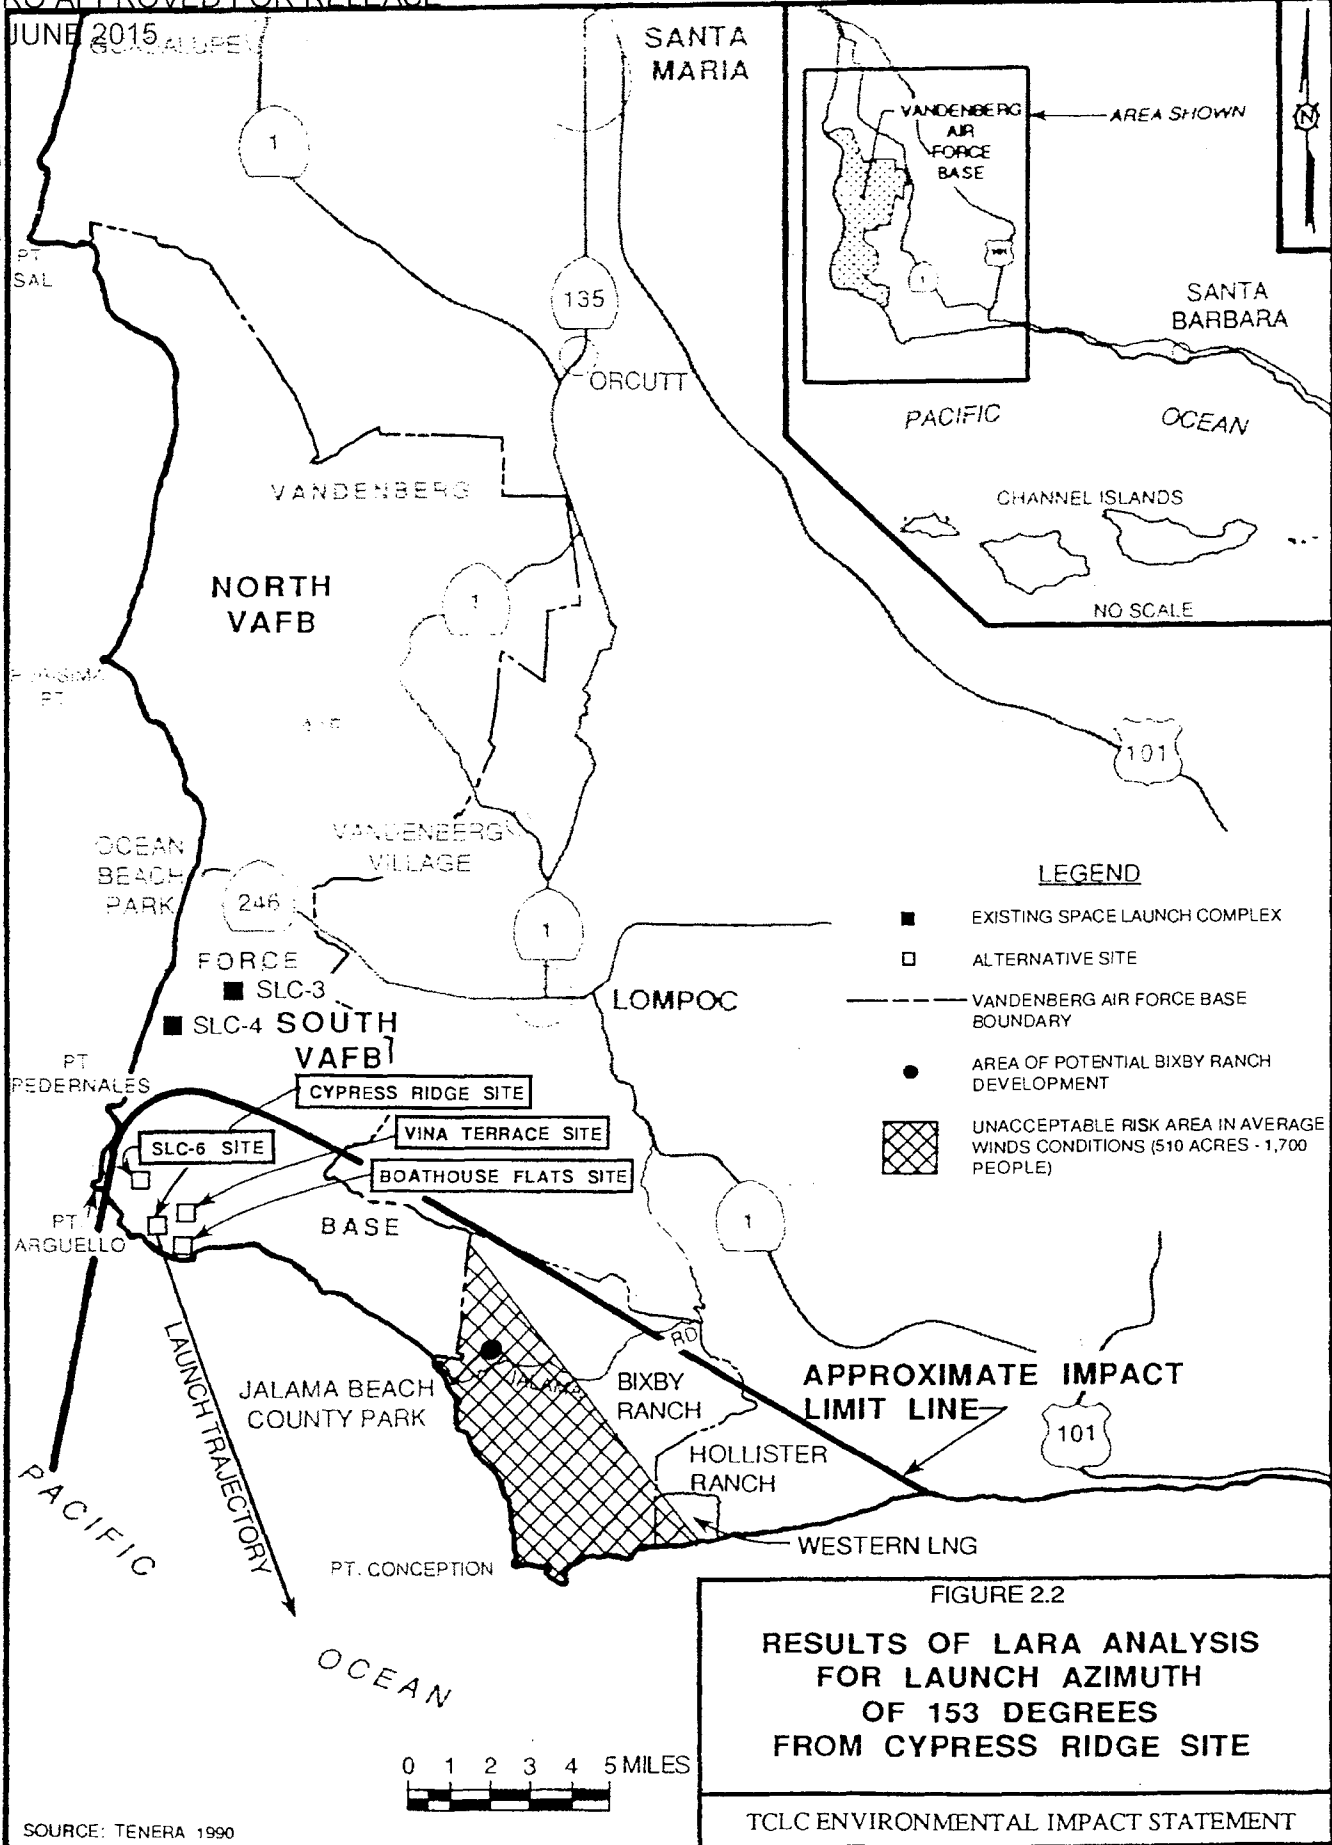 APPROVED FOR RELEASE
JUNE 2015
GUADALUPE
SANTA
MARIA
1
135
ORCUTT
PT
SAL
VANDENBERG
AIR
FORCE
BASE
AREA SHOWN
N
1
SANTA
BARBARA
PACIFIC
OCEAN
CHANNEL ISLANDS
NO SCALE
VANDENBERG
NORTH
VAFB
1
PT
101
OCEAN
BEACH
PARK
VANDENBERG
VILLAGE
246
1
FORCE
SLC-3
SLC-4
SOUTH
VAFB
LOMPOC
LEGEND
EXISTING SPACE LAUNCH COMPLEX
ALTERNATIVE SITE
VANDENBERG AIR FORCE BASE
BOUNDARY
AREA OF POTENTIAL BIXBY RANCH
DEVELOPMENT
UNACCEPTABLE RISK AREA IN AVERAGE
WINDS CONDITIONS (510 ACRES - 1,700
PEOPLE)
PT
PEDERNALES
CYPRESS RIDGE SITE
SLC-6 SITE
VINA TERRACE SITE
BOATHOUSE FLATS SITE
PT
ARGUELLO
BASE
1
LAUNCH TRAJECTORY
JALAMA BEACH
COUNTY PARK
JALAMA
RD
BIXBY
RANCH
APPROXIMATE IMPACT
LIMIT LINE
101
HOLLISTER
RANCH
WESTERN LNG
PACIFIC
OCEAN
PT. CONCEPTION
0 1 2 3 4 5 MILES
FIGURE 2.2
RESULTS OF LARA ANALYSIS
FOR LAUNCH AZIMUTH
OF 153 DEGREES
FROM CYPRESS RIDGE SITE
TCLC ENVIRONMENTAL IMPACT STATEMENT
SOURCE: TENERA 1990